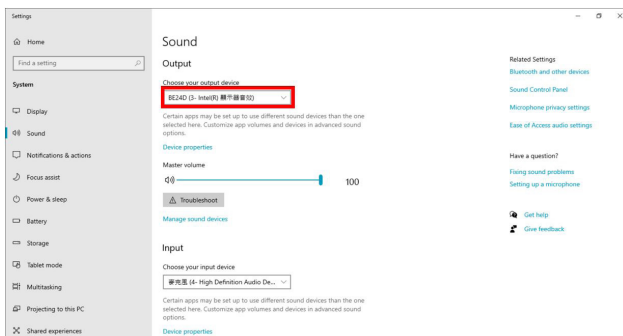 Settings
Home
Find a setting
System
Display
Sound
Notifications & actions
Focus assist
Power & sleep
Battery
Storage
Tablet mode
Multitasking
Projecting to this PC
Shared experiences
Sound
Output
Choose your output device
BE24D (3- Intel(R) 顯示器音效)
Certain apps may be set up to use different sound devices than the one
selected here. Customize app volumes and devices in advanced sound
options.
Device properties
Master volume
100
Troubleshoot
Manage sound devices
Input
Choose your input device
麥克風 (4- High Definition Audio De...
Certain apps may be set up to use different sound devices than the one
selected here. Customize app volumes and devices in advanced sound
options.
Device properties
Related Settings
Bluetooth and other devices
Sound Control Panel
Microphone privacy settings
Ease of Access audio settings
Have a question?
Fixing sound problems
Setting up a microphone
Get help
Give feedback